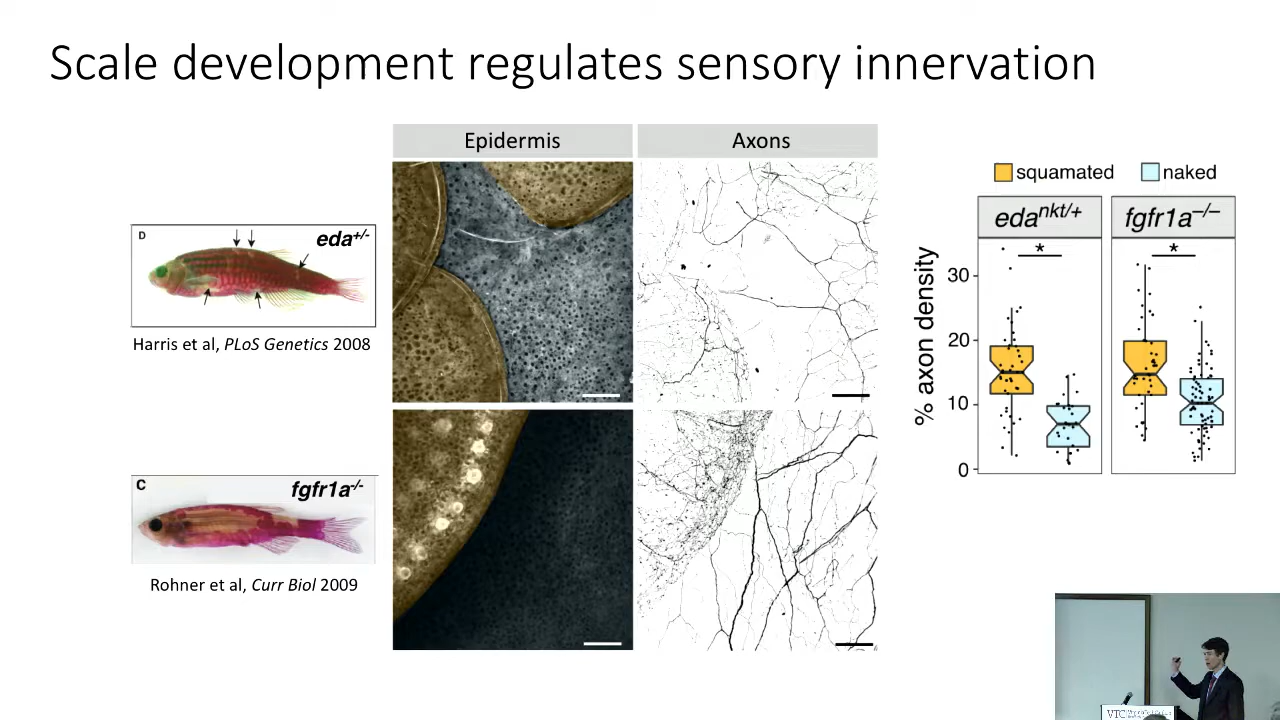 Scale development regulates sensory innervation
Epidermis
Axons
D
eda+/-
Harris et al, PLoS Genetics 2008
C
fgfr1a-/-
Rohner et al, Curr Biol 2009
squamated
naked
edankt/+
fgfr1a–/–
% axon density
30
20
10
0
*
*
VTC